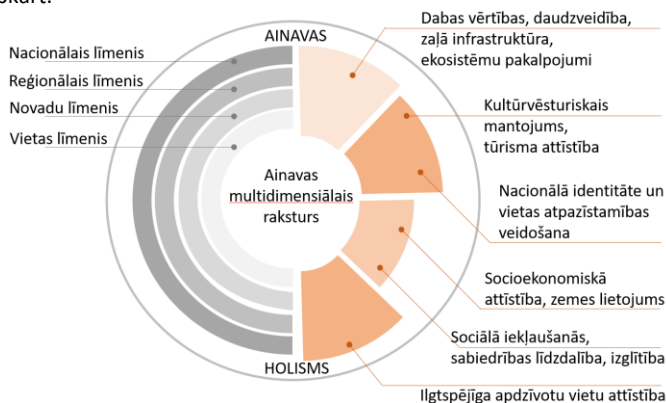 AINAVAS
Nacionālais līmenis
Reģionālais līmenis
Novadu līmenis
Vietas līmenis
Ainavas
multidimensiālais
raksturs
HOLISMS
Dabas vērtības, daudzveidība,
zaļā infrastruktūra,
ekosistēmu pakalpojumi
Kultūrvēsturiskais
mantojums,
tūrisma attīstība
Nacionālā identitāte un
vietas atpazīstamības
veidošana
Socioekonomiskā
attīstība, zemes lietojums
Sociālā iekļaušanās,
sabiedrības līdzdalība, izglītība
Ilgtspējīga apdzīvotu vietu attīstība